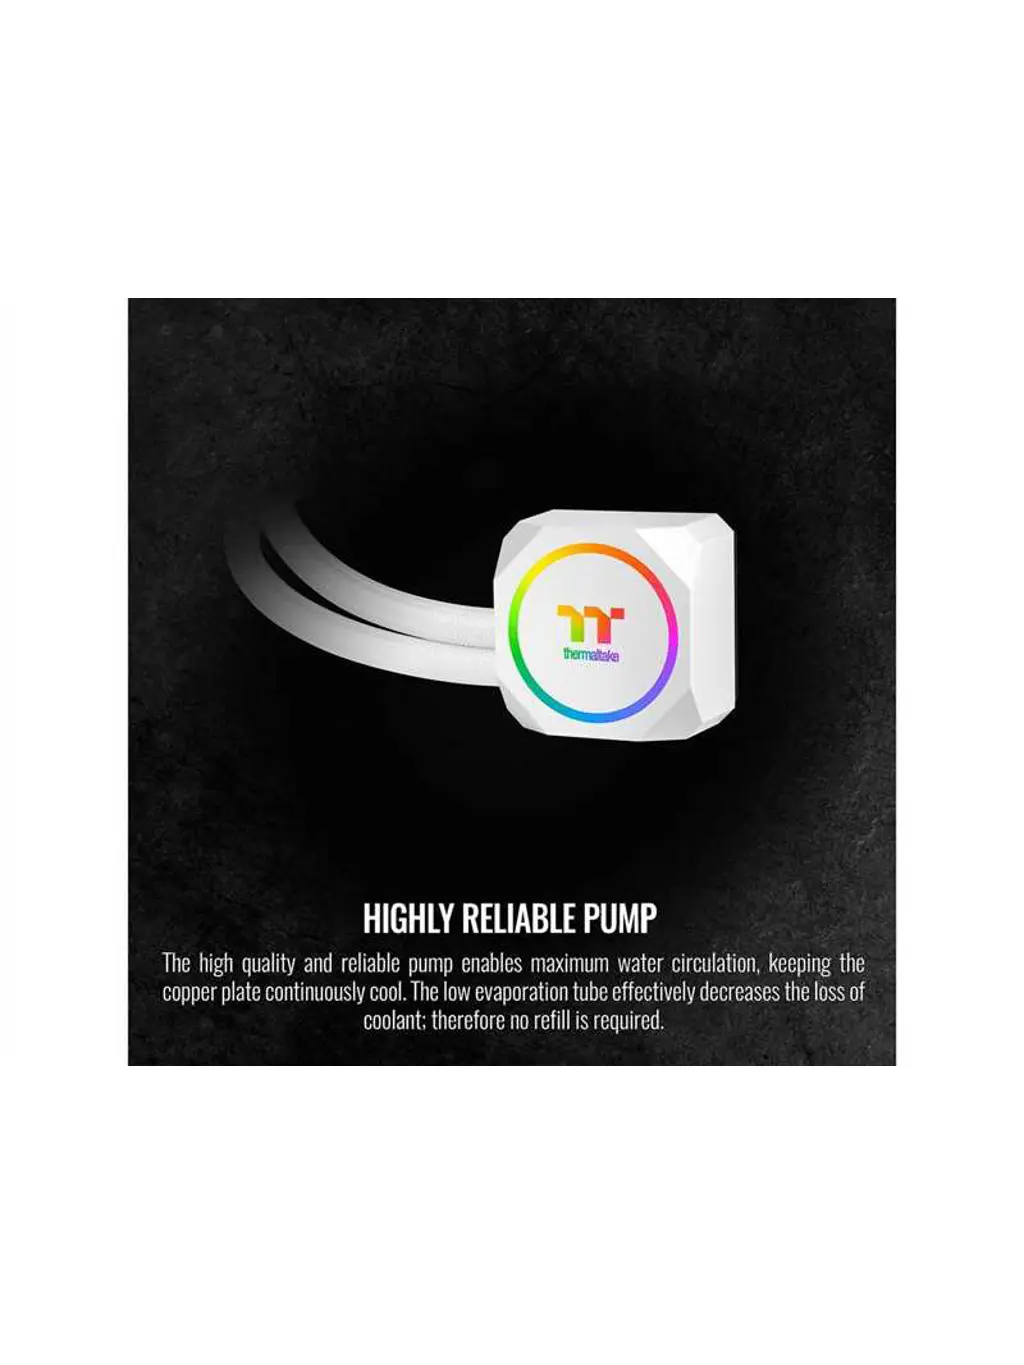 thermaltake
HIGHLY RELIABLE PUMP
The high quality and reliable pump enables maximum water circulation, keeping the
copper plate continuously cool. The low evaporation tube effectively decreases the loss of
coolant; therefore no refill is required.